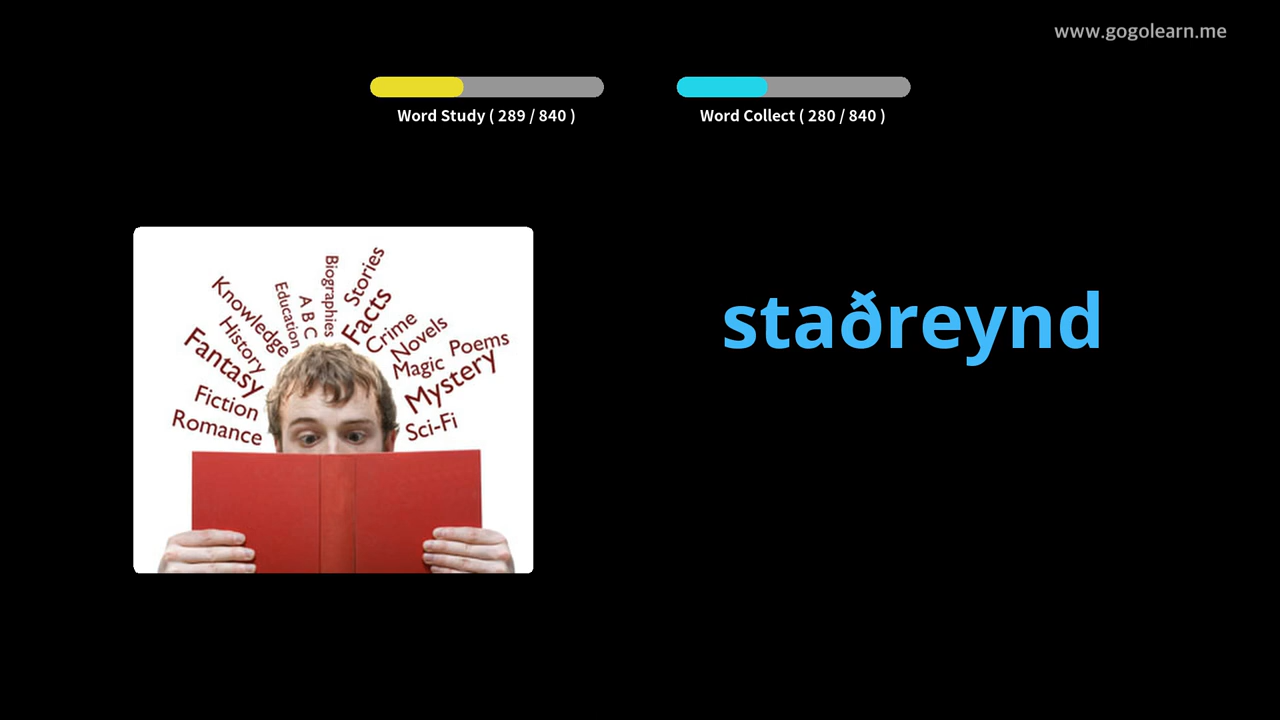 www.gogolearn.me
Word Study ( 289 / 840 )
Word Collect ( 280 / 840 )
staðreynd
Romance
Fiction
Fantasy
History
Knowledge
Education
A B C
Biographies
Stories
Facts
Crime
Novels
Magic
Poems
Mystery
Sci-Fi